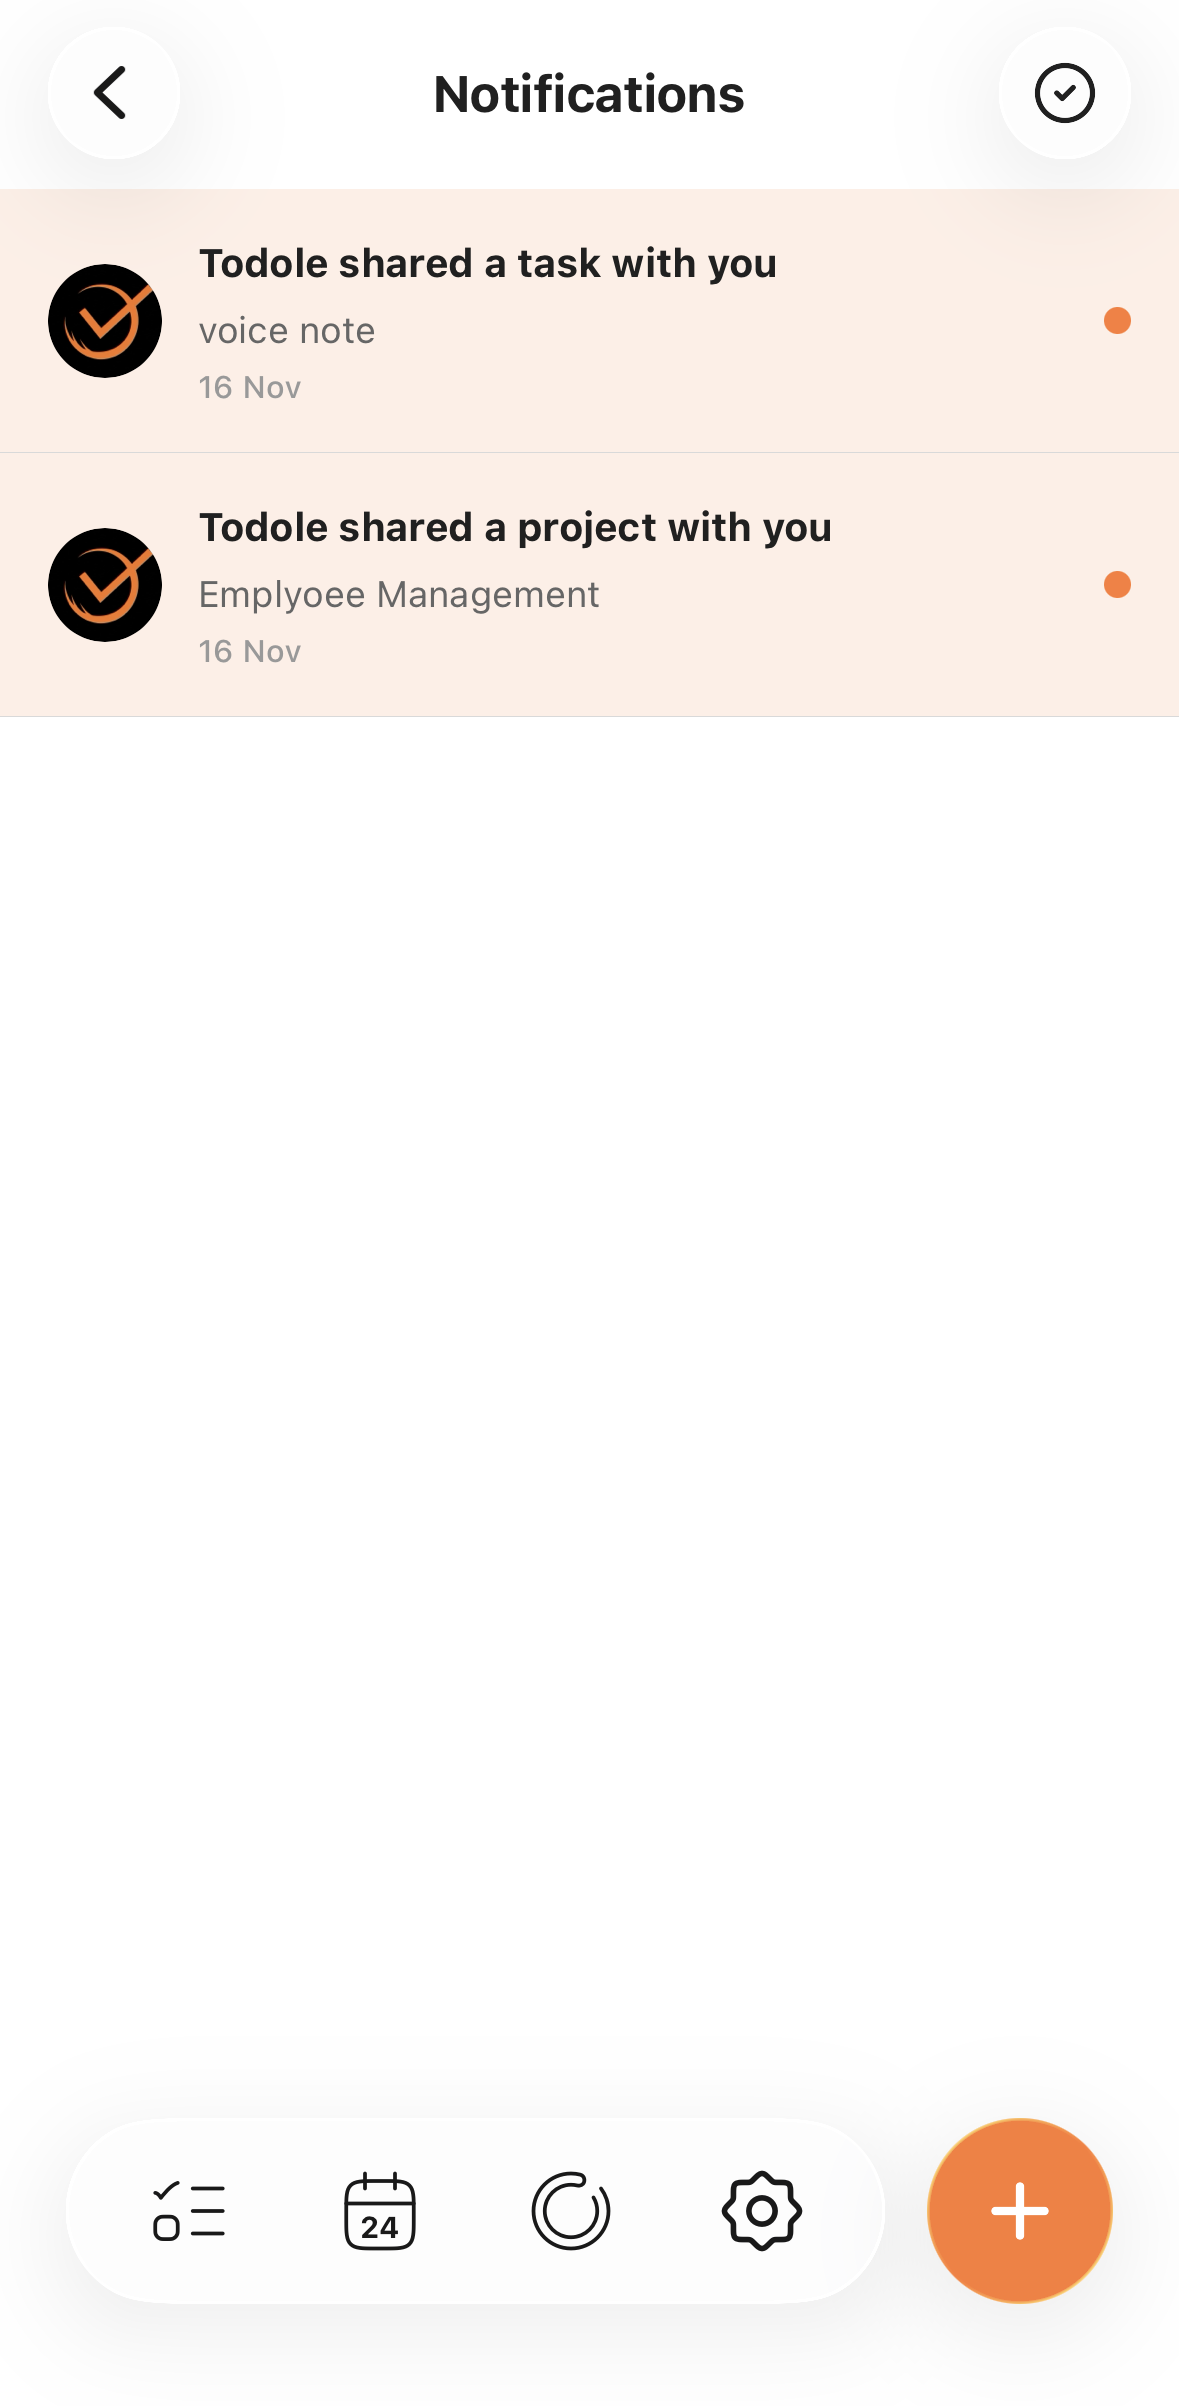 Notifications
Todole shared a task with you
voice note
16 Nov
Todole shared a project with you
Emplyoee Management
16 Nov
24